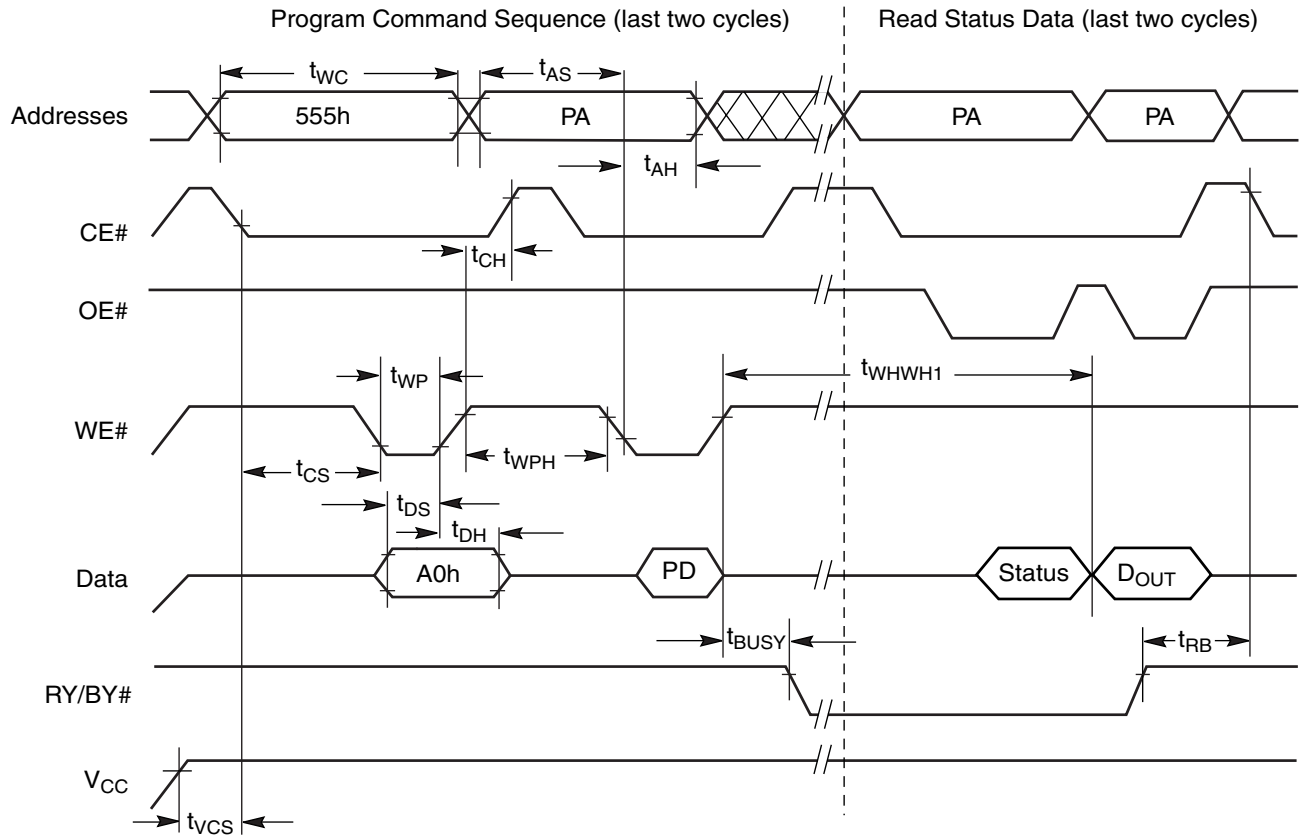 Program Command Sequence (last two cycles)
Read Status Data (last two cycles)
tWC
tAS
Addresses
555h
PA
PA
PA
tAH
CE#
tCH
OE#
tWP
tWHWH1
WE#
tCS
tWPH
tDS
tDH
Data
A0h
PD
Status
DOUT
tBUSY
tRB
RY/BY#
VCC
tVCS